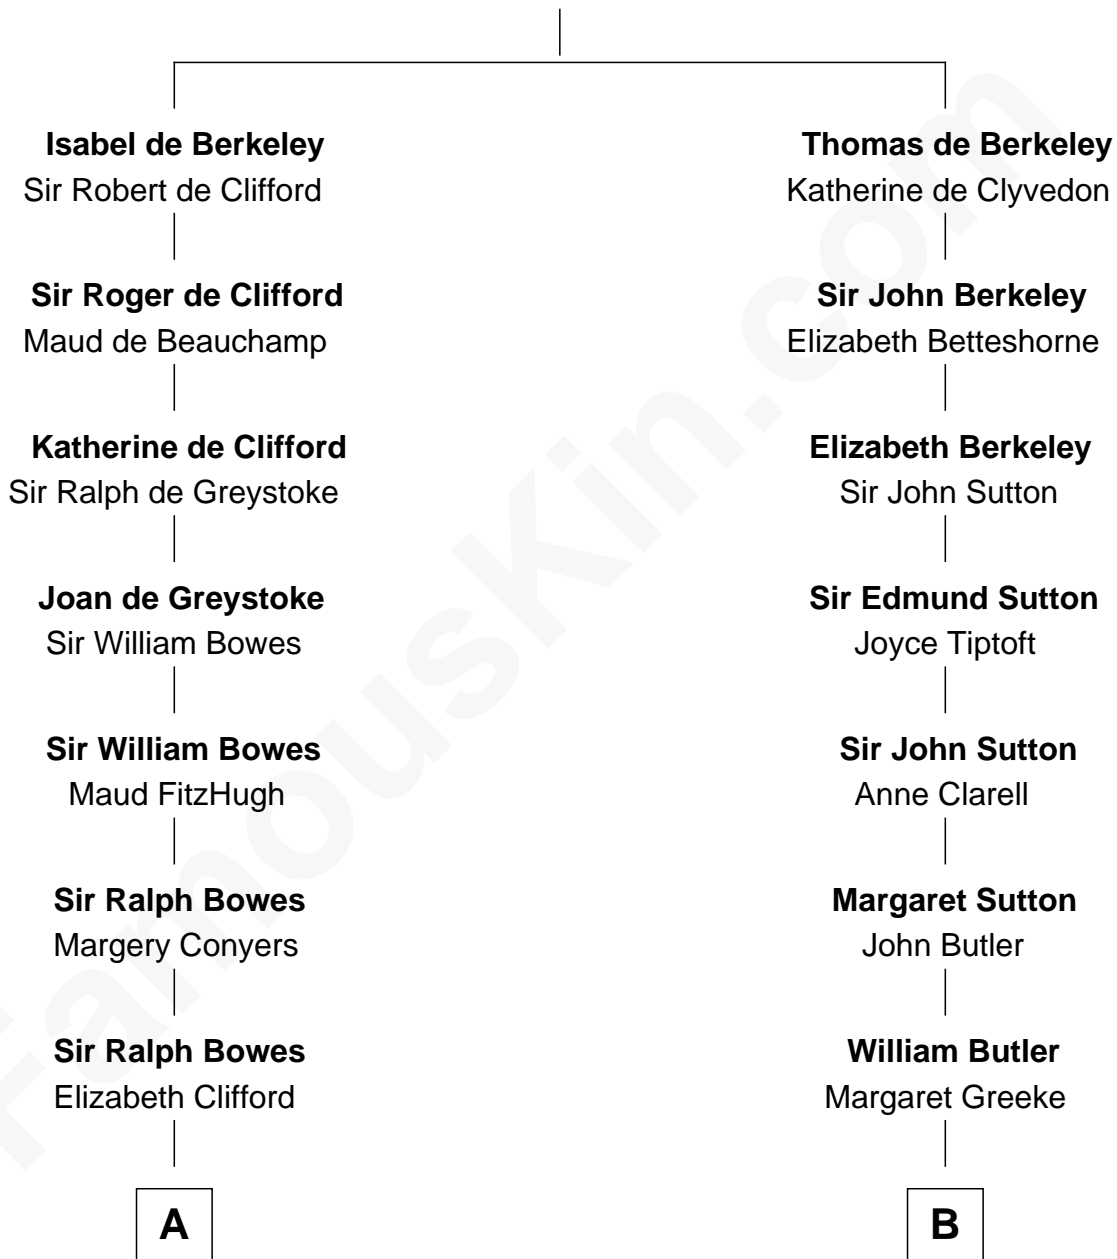 Isabel de Berkeley
Sir Robert de Clifford
Sir Roger de Clifford
Maud de Beauchamp
Katherine de Clifford
Sir Ralph de Greystoke
Joan de Greystoke
Sir William Bowes
Sir William Bowes
Maud FitzHugh
Sir Ralph Bowes
Margery Conyers
Sir Ralph Bowes
Elizabeth Clifford
A
Thomas de Berkeley
Katherine de Clyvedon
Sir John Berkeley
Elizabeth Betteshorne
Elizabeth Berkeley
Sir John Sutton
Sir Edmund Sutton
Joyce Tiptoft
Sir John Sutton
Anne Clarell
Margaret Sutton
John Butler
William Butler
Margaret Greeke
B
FamousKin.com